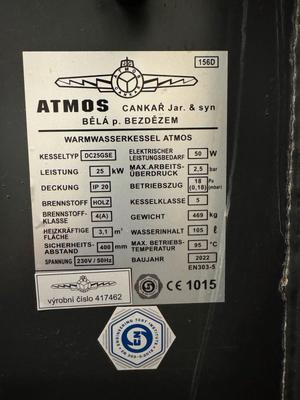 156D
ATMOS CANKAŘ Jar. & syn
BĚLÁ p. BEZDĚZEM
WARMWASSERKESSEL ATMOS
KESSELTYP DC25GSE ELEKTRISCHER LEISTUNGSBEDARF 50 W
LEISTUNG 25 kW MAX.ARBEITS-ÜBERDRUCK 2,5 bar
DECKUNG IP 20 BETRIEBSZUG 18 (0,18) Pa (mbar)
BRENNSTOFF HOLZ KESSELKLASSE 5
BRENNSTOFF-KLASSE 4(A) GEWICHT 469 kg
HEIZKRÄFTIGE FLÄCHE 3,1 m² WASSERINHALT 105 ℓ
SICHERHEITS-ABSTAND 400 mm MAX. BETRIEBS-TEMPERATUR 95 °C
SPANNUNG 230V / 50Hz BAUJAHR 2022
EN303-5
výrobní číslo 417462
CE 1015
ENGINEERING TEST INSTITUTE